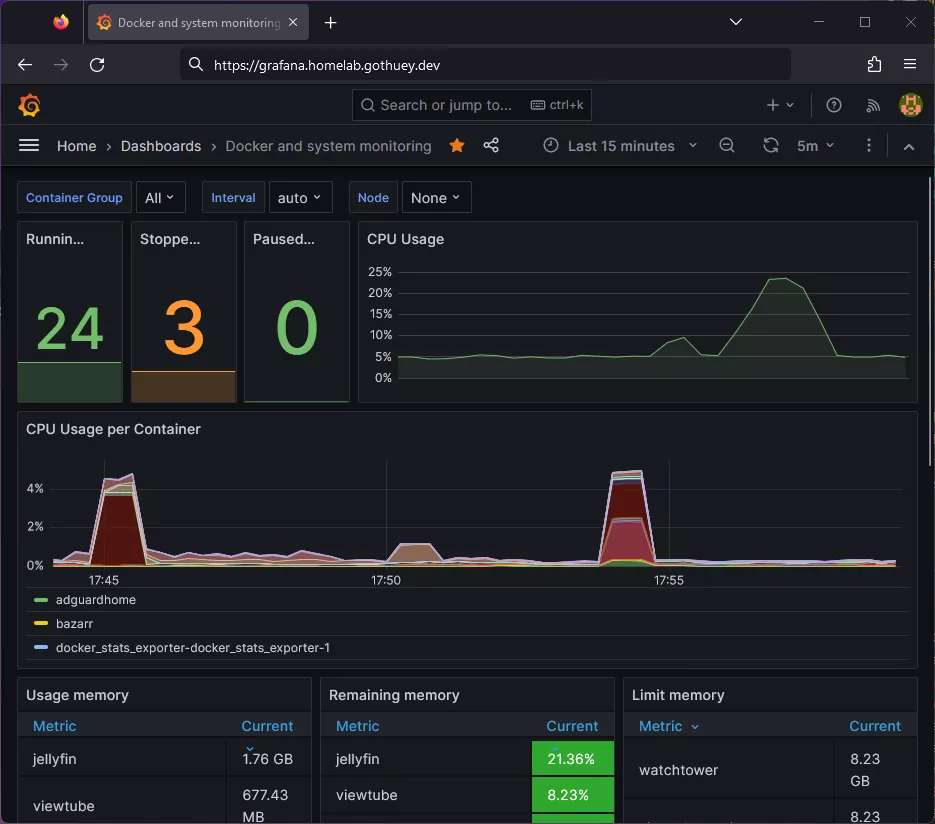 Docker and system monitoring
https://grafana.homelab.gothuey.dev
Search or jump to... ctrl+k
Home › Dashboards › Docker and system monitoring
Last 15 minutes
5m
Container Group All
Interval auto
Node None
Runnin...
24
Stoppe...
3
Paused...
0
CPU Usage
25%
20%
15%
10%
5%
0%
CPU Usage per Container
4%
2%
0%
17:45 17:50 17:55
adguardhome
bazarr
docker_stats_exporter-docker_stats_exporter-1
Usage memory
Metric Current
jellyfin 1.76 GB
viewtube 677.43
MB
Remaining memory
Metric Current
jellyfin 21.36%
viewtube 8.23%
Limit memory
Metric Current
watchtower 8.23
GB
8.23